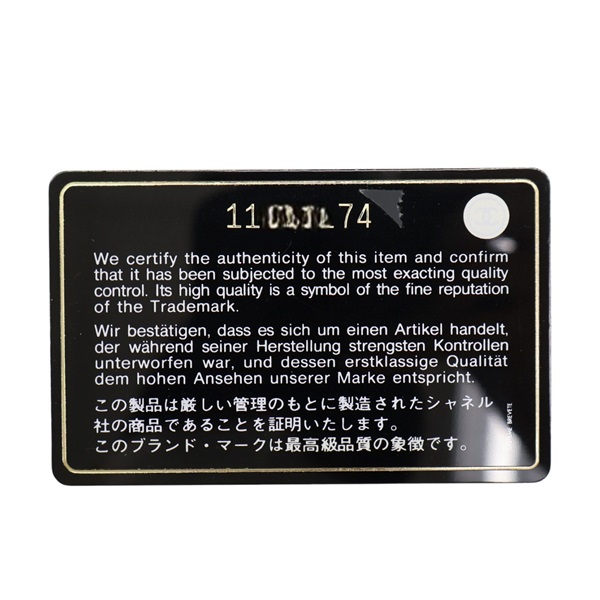 11 74
We certify the authenticity of this item and confirm
that it has been subjected to the most exacting quality
control. Its high quality is a symbol of the fine reputation
of the Trademark.
Wir bestätigen, dass es sich um einen Artikel handelt,
der während seiner Herstellung strengsten Kontrollen
unterworfen war, und dessen erstklassige Qualität
dem hohen Ansehen unserer Marke entspricht.
この製品は厳しい管理のもとに製造されたシャネル
社の商品であることを証明いたします。
このブランド・マークは最高級品質の象徴です。